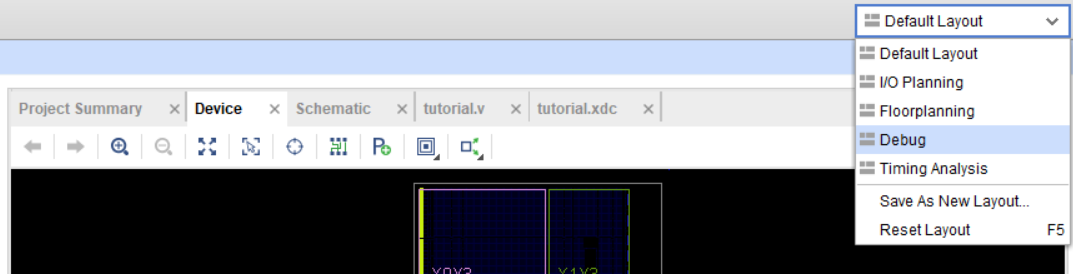 Default Layout
Default Layout
I/O Planning
Floorplanning
Debug
Timing Analysis
Save As New Layout...
Reset Layout F5
Project Summary Device Schematic tutorial.v tutorial.xdc
X0Y3 X1Y3